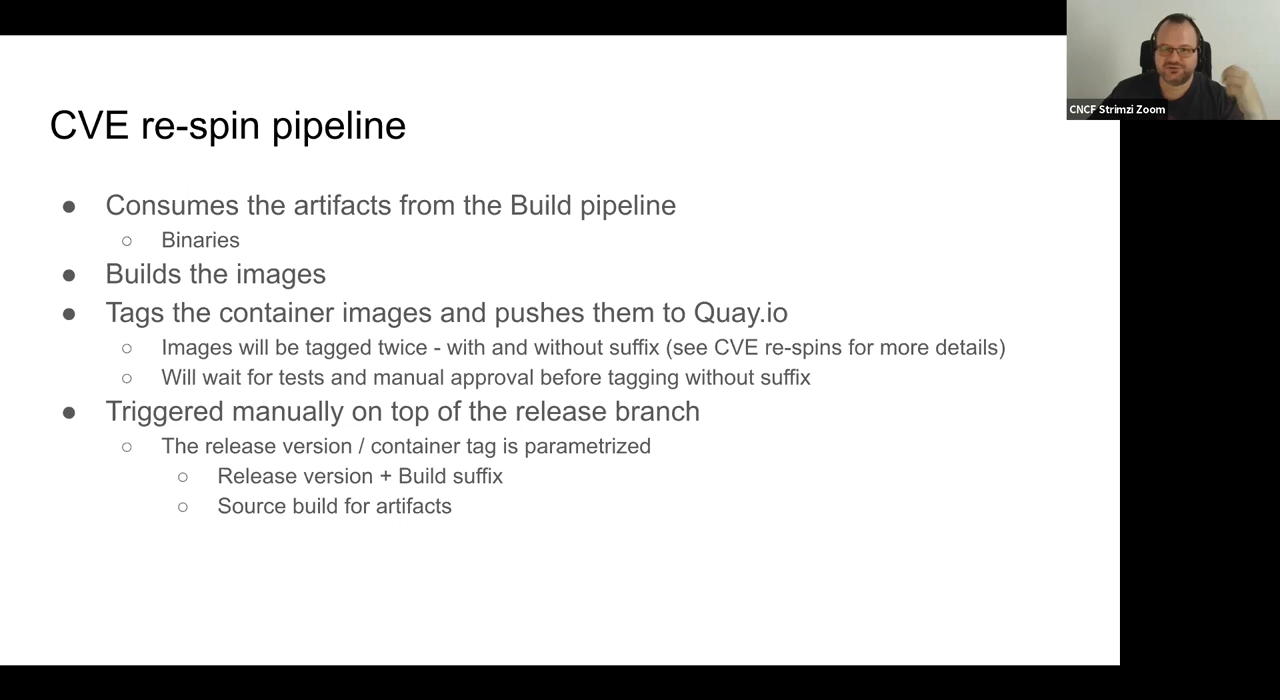 CNCF Strimzi Zoom
CVE re-spin pipeline
● Consumes the artifacts from the Build pipeline
○ Binaries
● Builds the images
● Tags the container images and pushes them to Quay.io
○ Images will be tagged twice - with and without suffix (see CVE re-spins for more details)
○ Will wait for tests and manual approval before tagging without suffix
● Triggered manually on top of the release branch
○ The release version / container tag is parametrized
○ Release version + Build suffix
○ Source build for artifacts